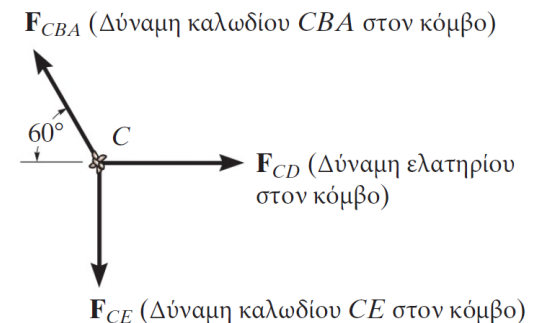 F_CBA (Δύναμη καλωδίου CBA στον κόμβο)
60°
C
F_CD (Δύναμη ελατηρίου
στον κόμβο)
F_CE (Δύναμη καλωδίου CE στον κόμβο)